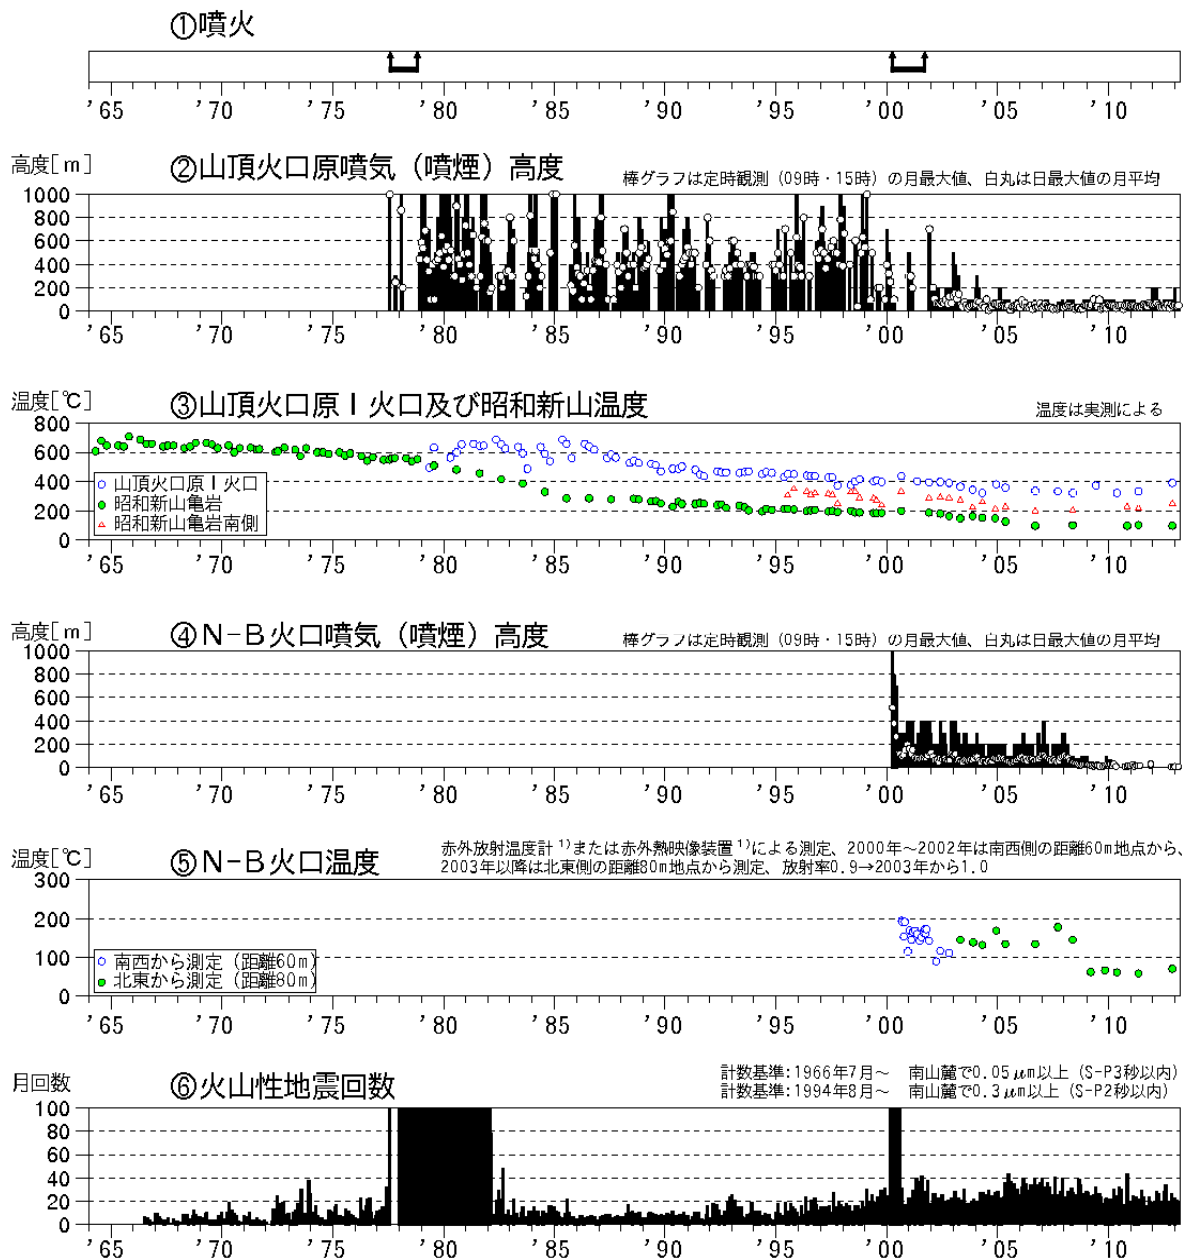 ①噴火
'65 '70 '75 '80 '85 '90 '95 '00 '05 '10
高度[m] ②山頂火口原噴気（噴煙）高度 棒グラフは定時観測（09時・15時）の月最大値、白丸は日最大値の月平均
1000
800
600
400
200
0
'65 '70 '75 '80 '85 '90 '95 '00 '05 '10
温度[℃] ③山頂火口原Ⅰ火口及び昭和新山温度 温度は実測による
800
600
400
200
0
山頂火口原Ⅰ火口
昭和新山亀岩
昭和新山亀岩南側
'65 '70 '75 '80 '85 '90 '95 '00 '05 '10
高度[m] ④N-B火口噴気（噴煙）高度 棒グラフは定時観測（09時・15時）の月最大値、白丸は日最大値の月平均
1000
800
600
400
200
0
'65 '70 '75 '80 '85 '90 '95 '00 '05 '10
温度[℃] ⑤N-B火口温度 赤外放射温度計¹⁾または赤外熱映像装置¹⁾による測定、2000年～2002年は南西側の距離60m地点から、
2003年以降は北東側の距離80m地点から測定、放射率0.9→2003年から1.0
300
200
100
0
南西から測定（距離60m）
北東から測定（距離80m）
'65 '70 '75 '80 '85 '90 '95 '00 '05 '10
月回数 ⑥火山性地震回数 計数基準:1966年7月～ 南山麓で0.05μm以上（S-P3秒以内）
計数基準:1994年8月～ 南山麓で0.3μm以上（S-P2秒以内）
100
80
60
40
20
0
'65 '70 '75 '80 '85 '90 '95 '00 '05 '10